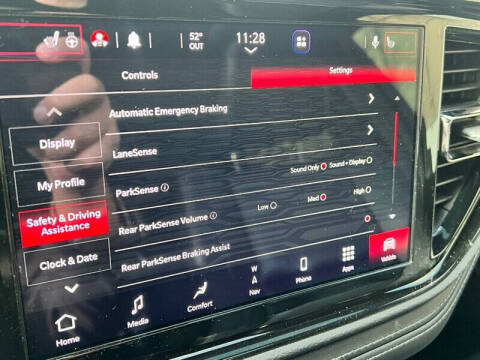 52°
OUT
11:28
Controls
Settings
Automatic Emergency Braking
Display
LaneSense
My Profile
ParkSense
Sound Only
Sound + Display
Safety & Driving
Assistance
Rear ParkSense Volume
Low
Med
High
Clock & Date
Rear ParkSense Braking Assist
Home
Media
Comfort
W
Nav
Phone
Apps
Vehicle